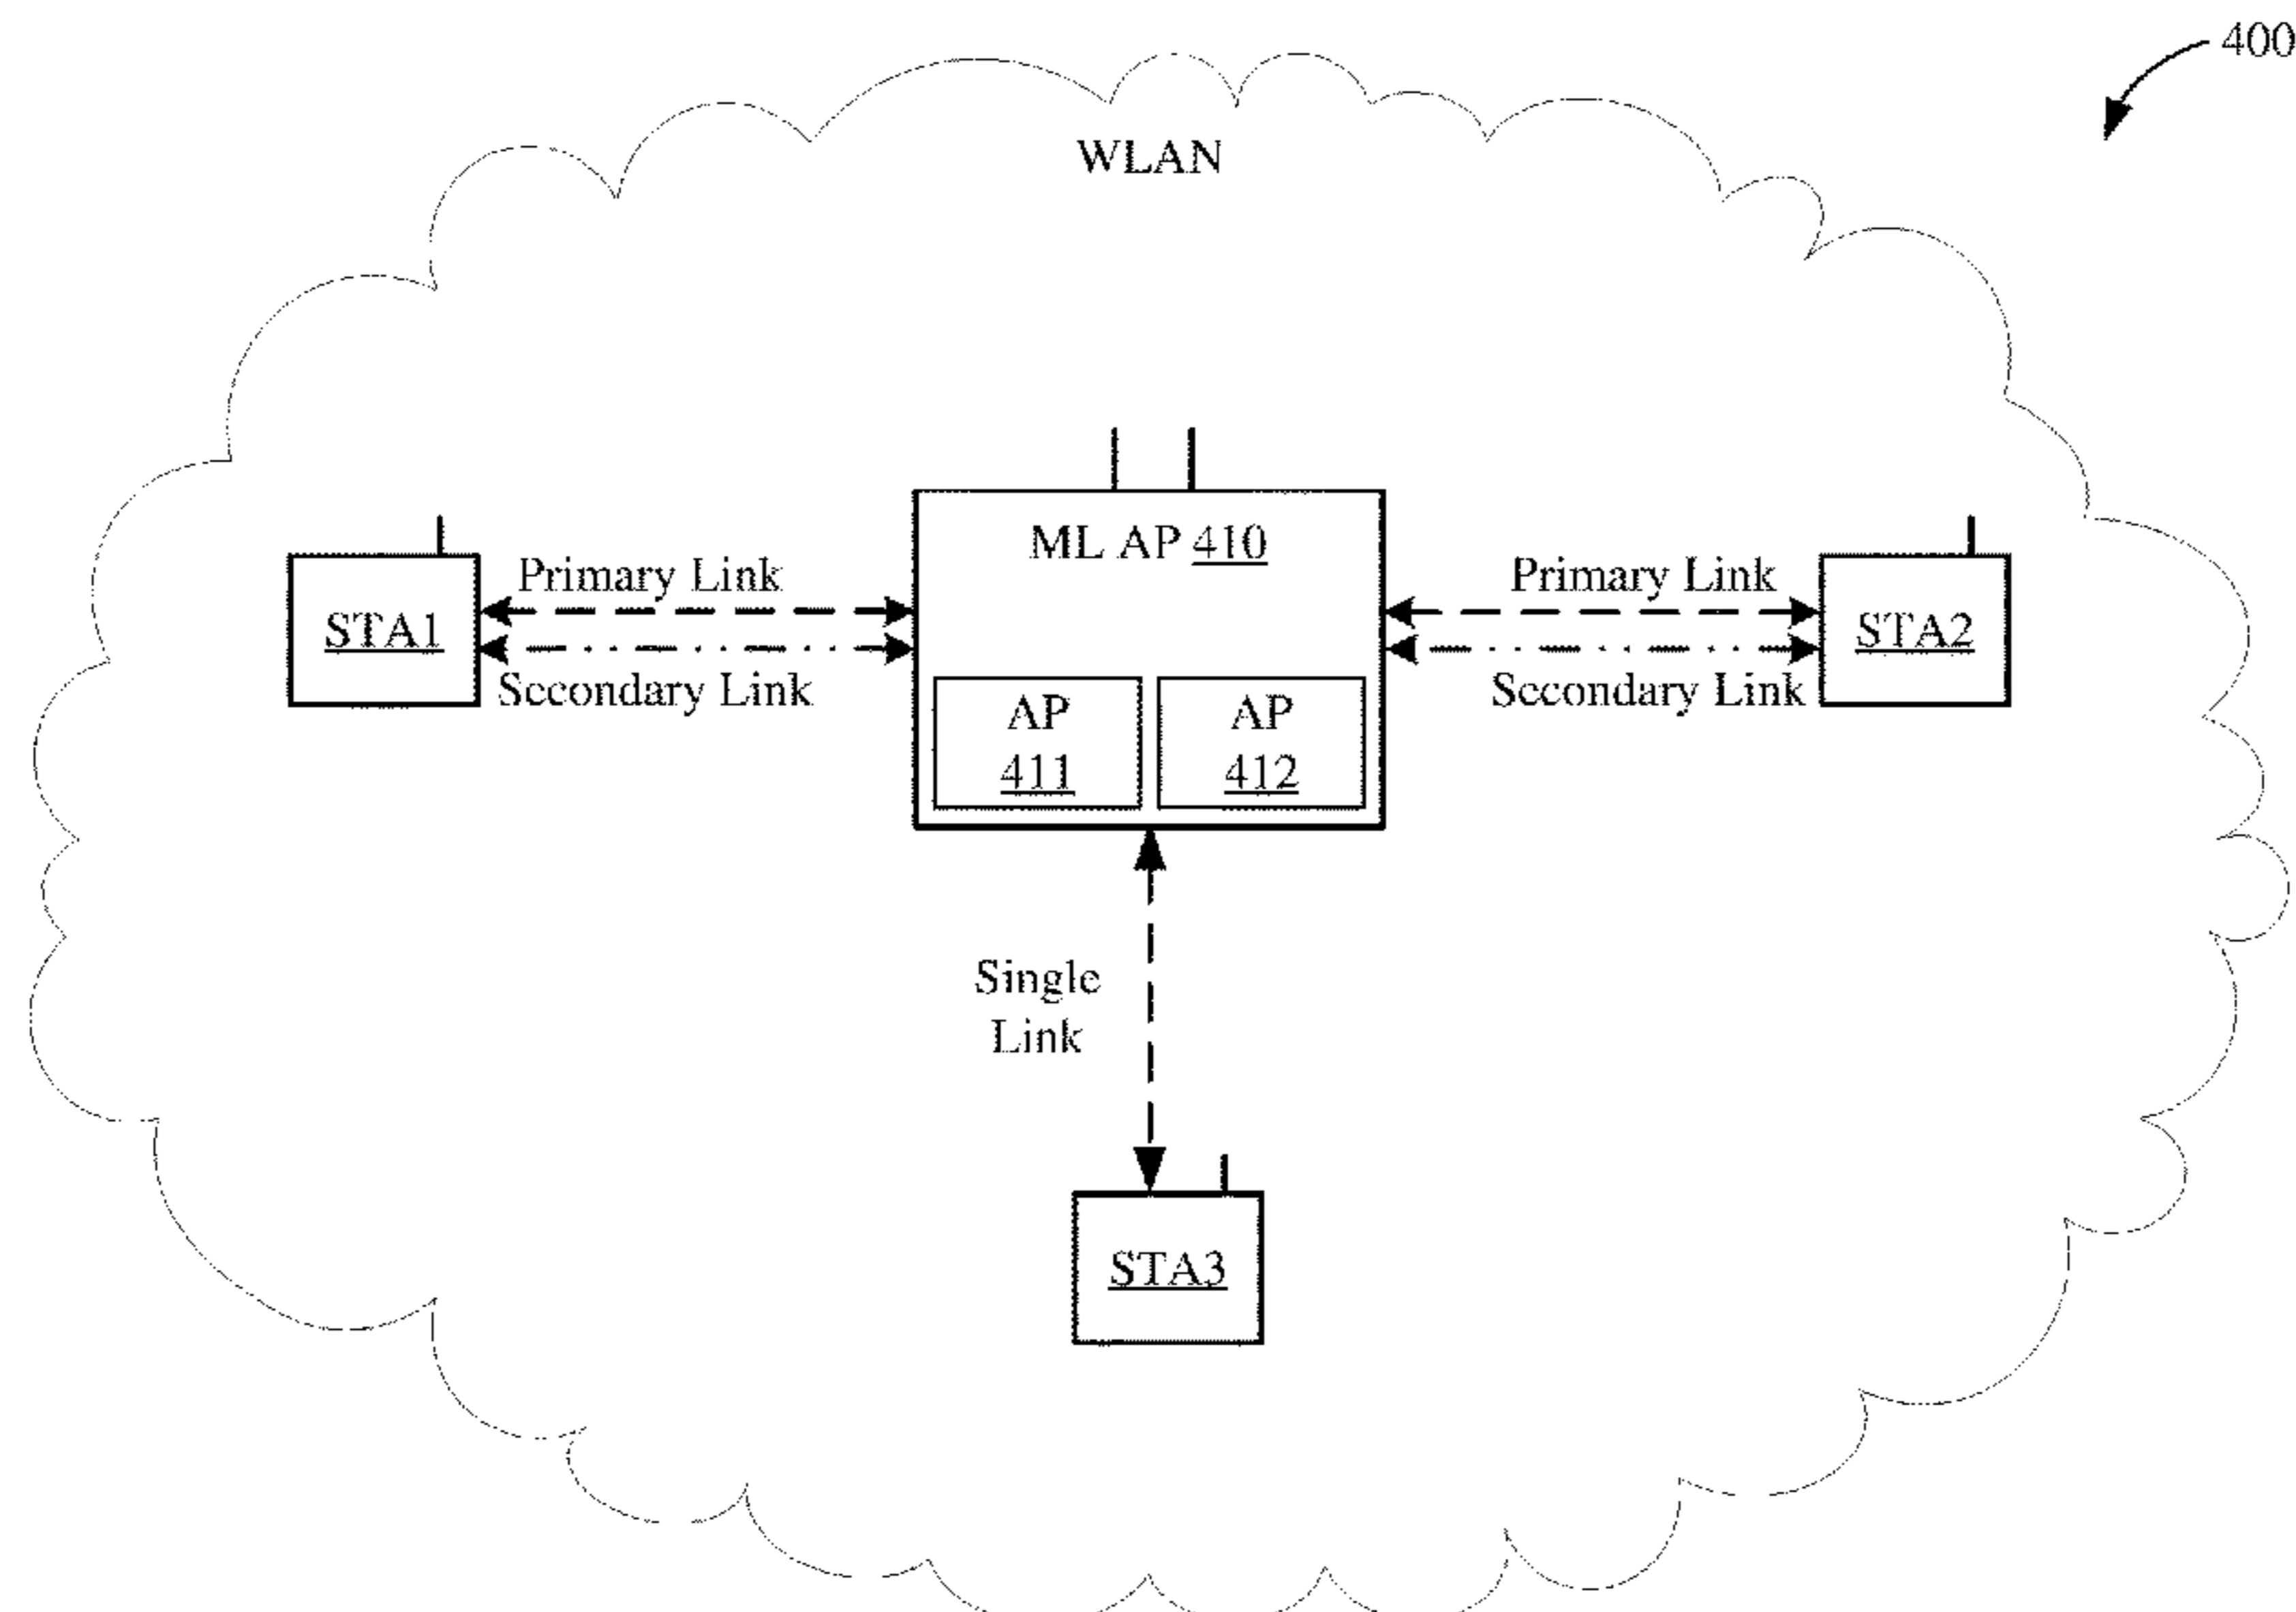 400
WLAN
ML AP 410
Primary Link
Primary Link
STA1
STA2
Secondary Link
Secondary Link
AP
411
AP
412
Single
Link
STA3